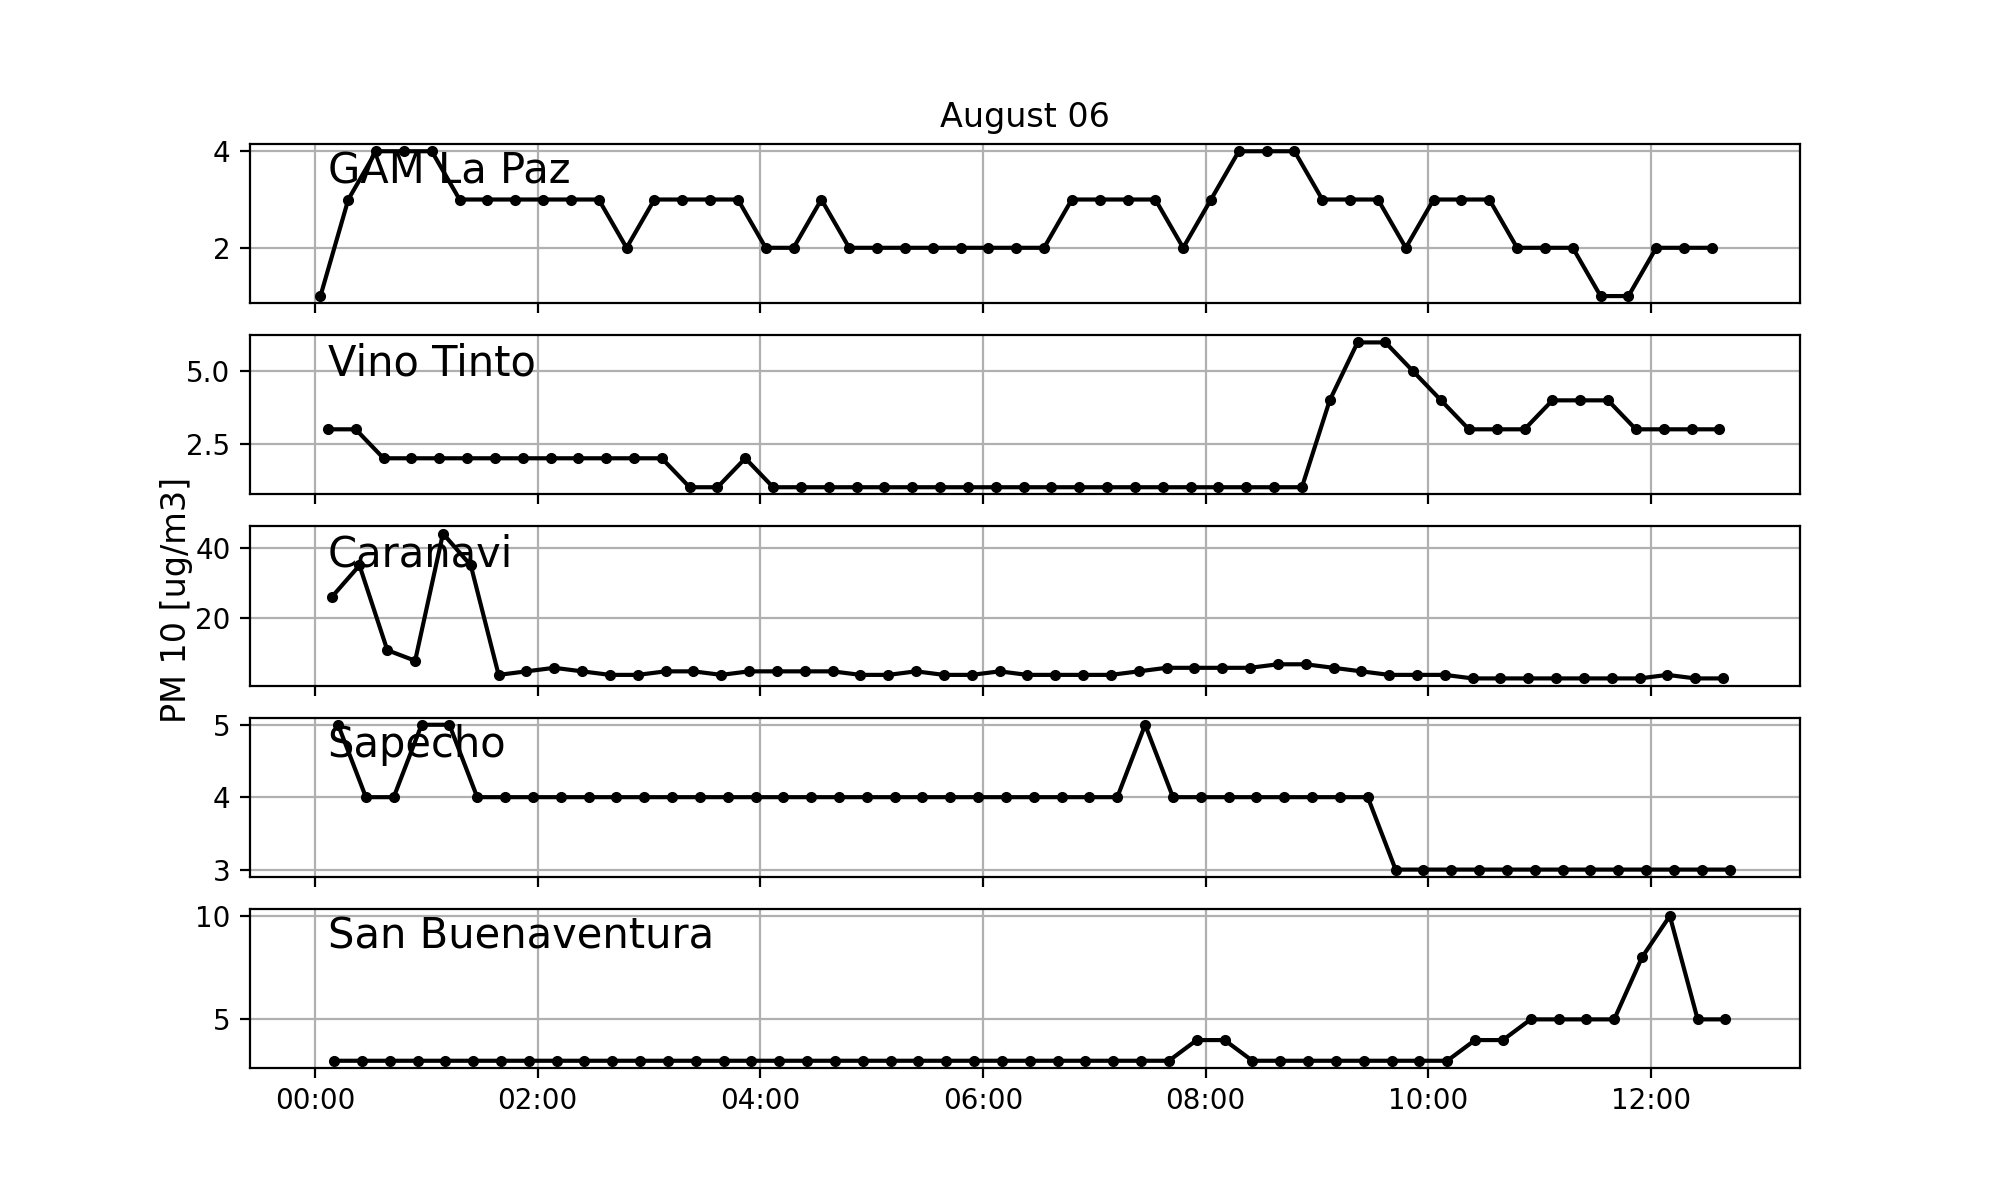 August 06
4
2
GAM La Paz
5.0
2.5
Vino Tinto
PM 10 [ug/m3]
40
20
Caranavi
5
4
3
Sapecho
10
5
San Buenaventura
00:00 02:00 04:00 06:00 08:00 10:00 12:00